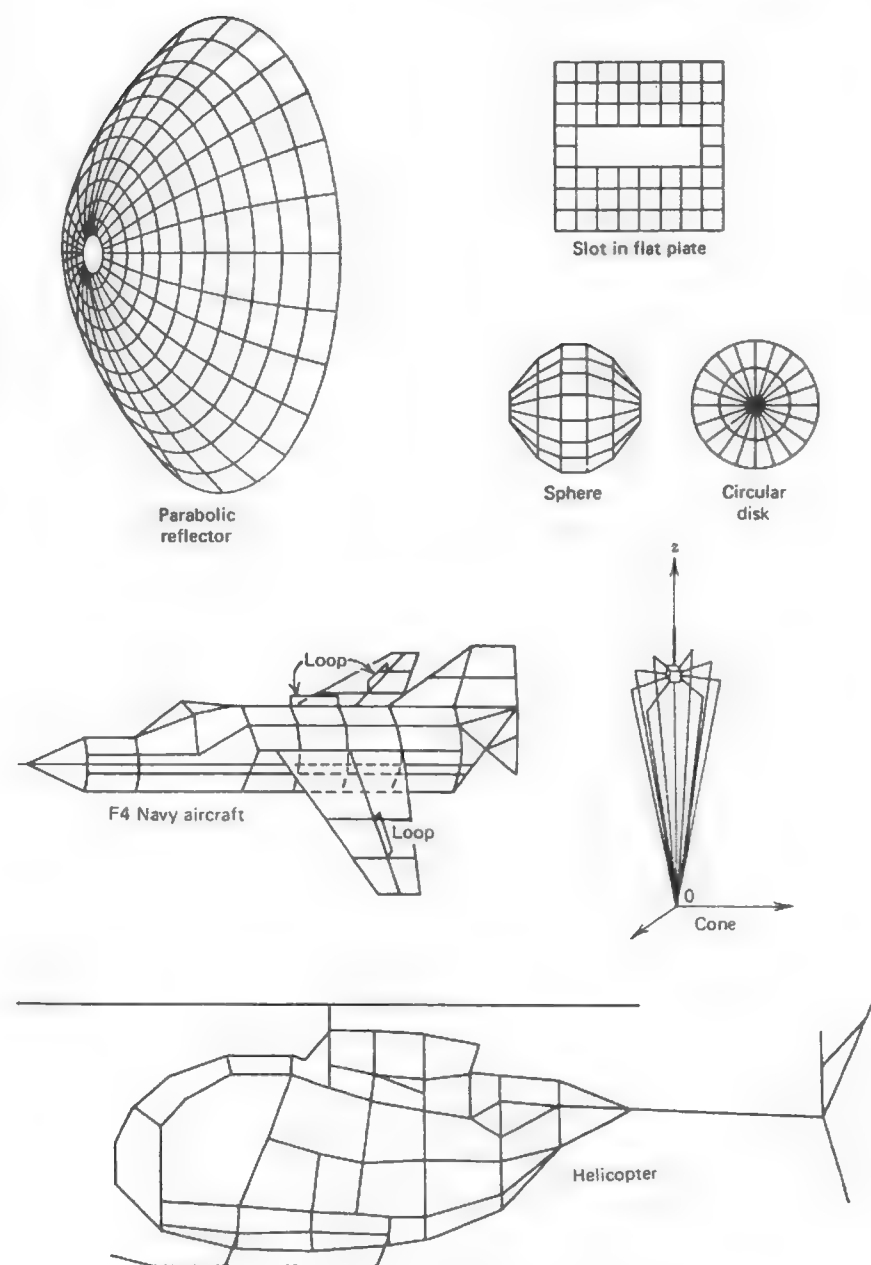 Slot in flat plate
Sphere
Circular
disk
Parabolic
reflector
z
Loop
F4 Navy aircraft
Loop
0
Cone
Helicopter